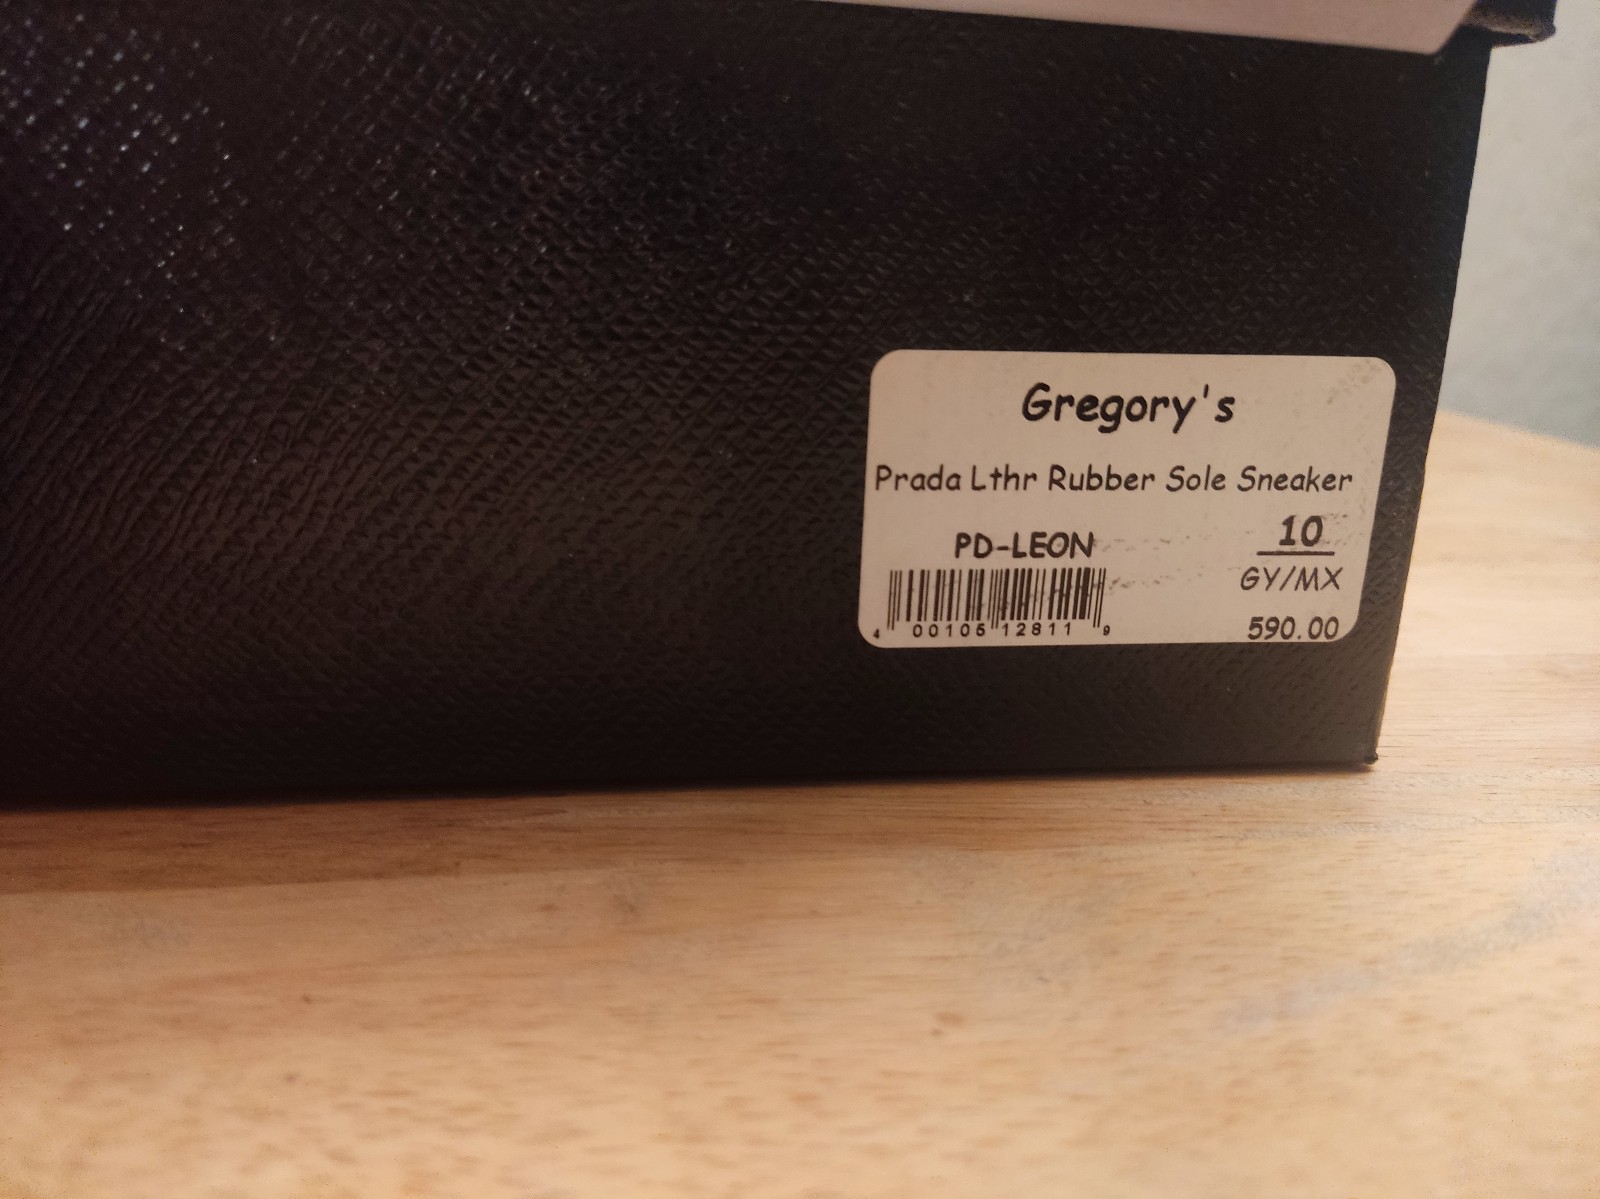 Gregory's
Prada Lthr Rubber Sole Sneaker
PD-LEON
10
GY/MX
4 00105 12811 9
590.00